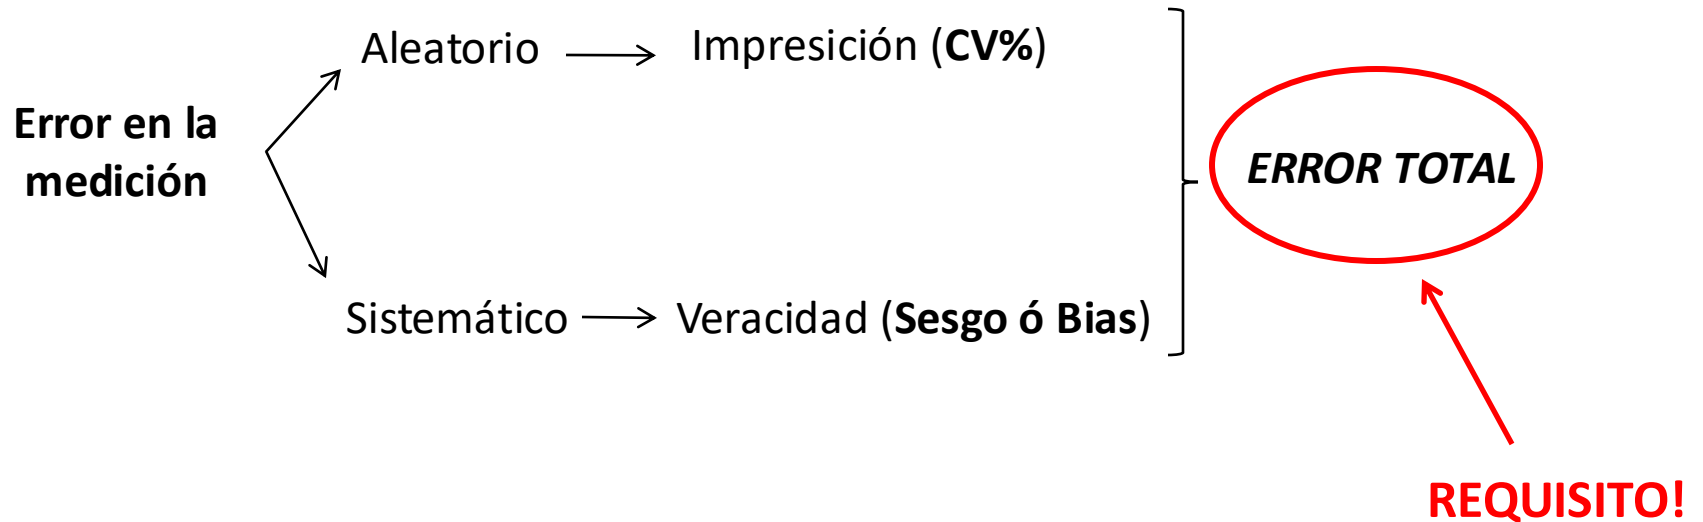 Aleatorio
Impresición (CV%)
Error en la
medición
ERROR TOTAL
Sistemático
Veracidad (Sesgo ó Bias)
REQUISITO!